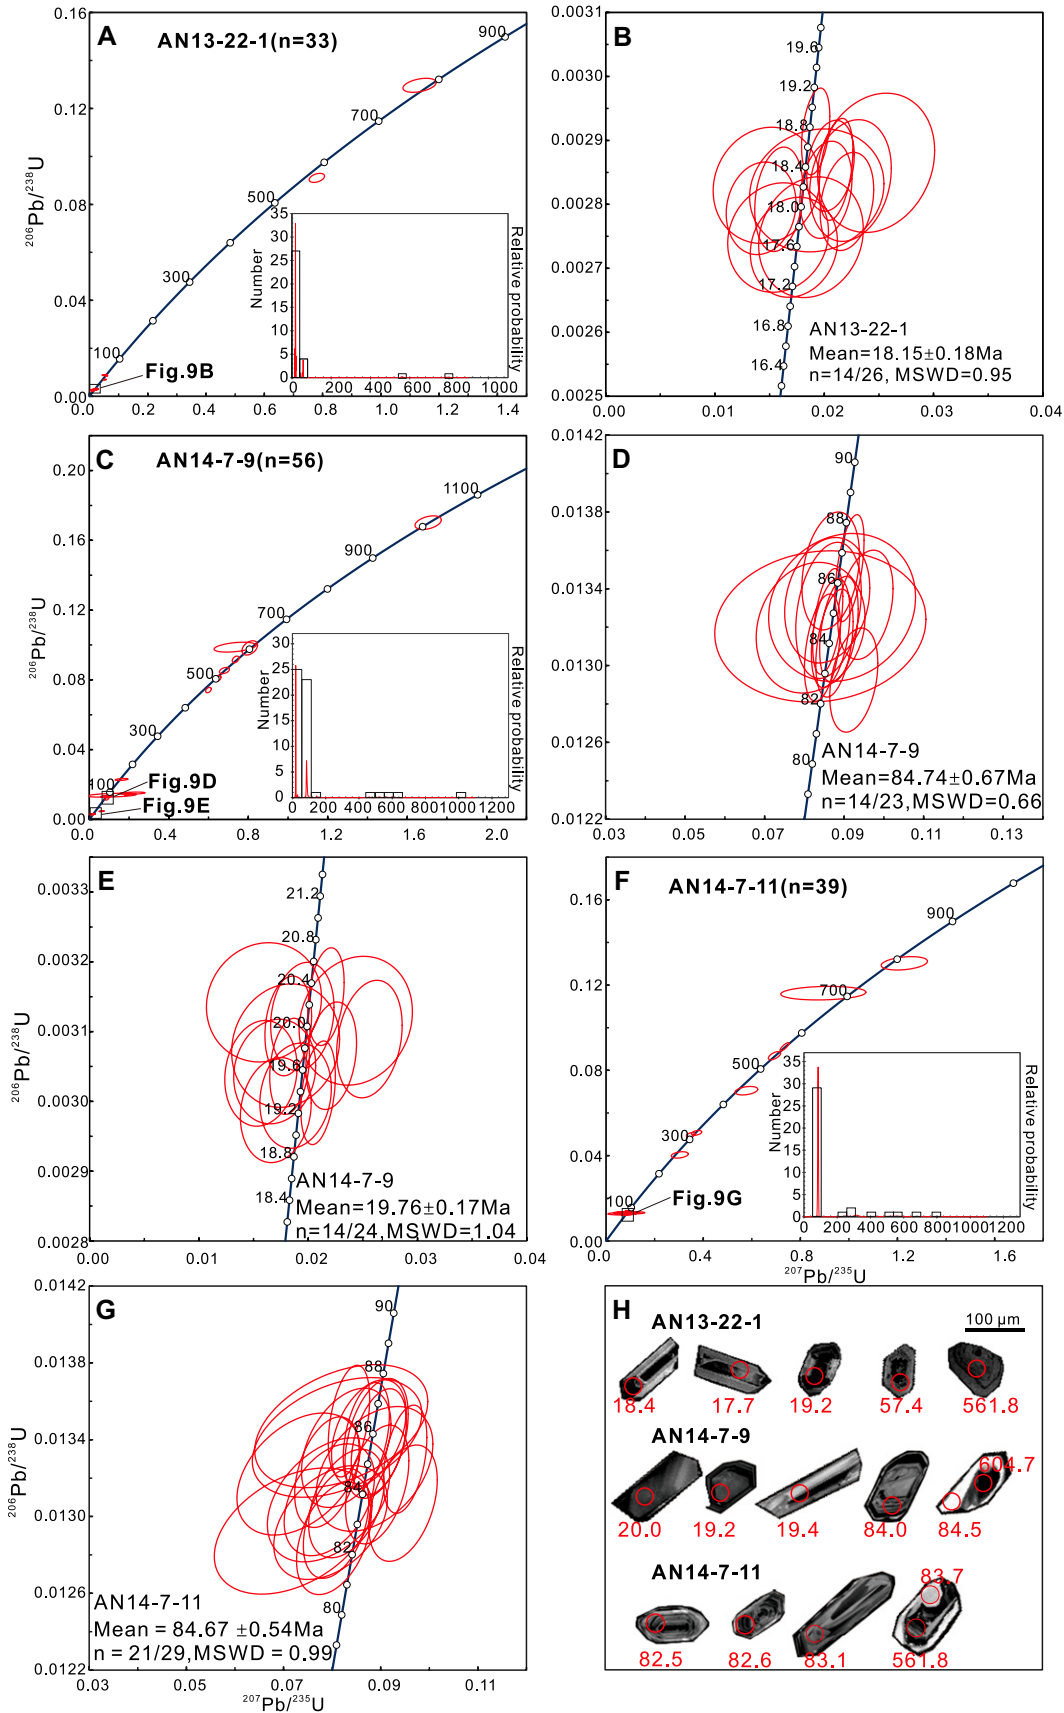 A
AN13-22-1(n=33)
0.16
0.12
0.08
0.04
0.00
206Pb/238U
900
700
500
300
100
Fig.9B
0.2 0.4 0.6 0.8 1.0 1.2 1.4
Number
35
30
25
20
15
10
5
0
0 200 400 600 800 1000
Relative probability
B
0.0031
0.0030
0.0029
0.0028
0.0027
0.0026
0.0025
19.6
19.2
18.8
18.4
18.0
17.6
17.2
16.8
16.4
AN13-22-1
Mean=18.15±0.18Ma
n=14/26, MSWD=0.95
0.00 0.01 0.02 0.03 0.04
C
AN14-7-9(n=56)
0.20
0.16
0.12
0.08
0.04
0.00
206Pb/238U
1100
900
700
500
300
100
Fig.9D
Fig.9E
0.0 0.4 0.8 1.2 1.6 2.0
Number
30
25
20
15
10
5
0
0 200 400 600 800 1000 1200
Relative probability
D
0.0142
0.0138
0.0134
0.0130
0.0126
0.0122
90
88
86
84
82
80
AN14-7-9
Mean=84.74±0.67Ma
n=14/23,MSWD=0.66
0.03 0.05 0.07 0.09 0.11 0.13
E
0.0033
0.0032
0.0031
0.0030
0.0029
0.0028
206Pb/238U
21.2
20.8
20.4
20.0
19.6
19.2
18.8
18.4
AN14-7-9
Mean=19.76±0.17Ma
n=14/24,MSWD=1.04
0.00 0.01 0.02 0.03 0.04
F
AN14-7-11(n=39)
0.16
0.12
0.08
0.04
0.00
900
700
500
300
100
Fig.9G
0.0 0.4 0.8 1.2 1.6
207Pb/235U
Number
35
30
25
20
15
10
5
0
0 200 400 600 800 1000 1200
Relative probability
G
0.0142
0.0138
0.0134
0.0130
0.0126
0.0122
206Pb/238U
90
88
86
84
82
80
AN14-7-11
Mean = 84.67 ±0.54Ma
n = 21/29,MSWD = 0.99
0.03 0.05 0.07 0.09 0.11
207Pb/235U
H
AN13-22-1
100 µm
18.4 17.7 19.2 57.4 561.8
AN14-7-9
604.7
20.0 19.2 19.4 84.0 84.5
AN14-7-11
83.7
82.5 82.6 83.1 561.8